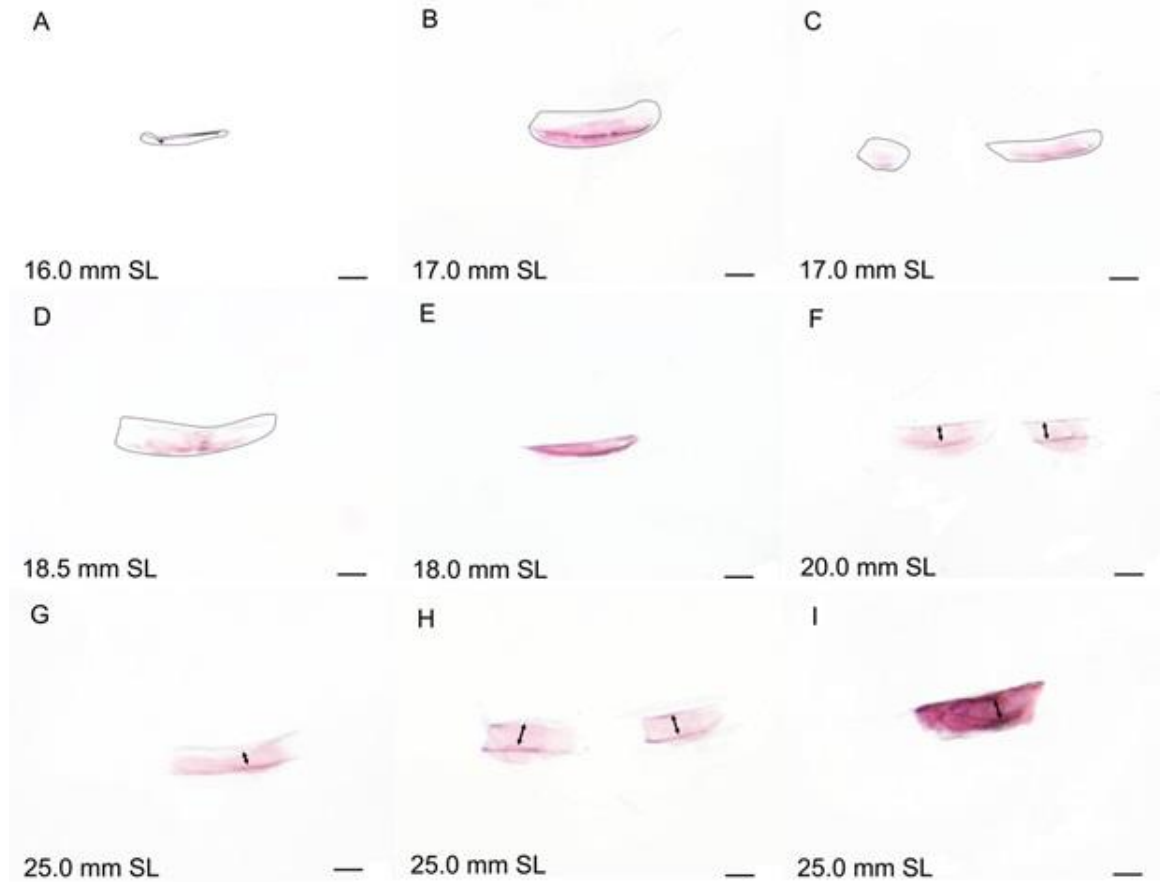 A
B
C
16.0 mm SL
17.0 mm SL
17.0 mm SL
D
E
F
18.5 mm SL
18.0 mm SL
20.0 mm SL
G
H
I
25.0 mm SL
25.0 mm SL
25.0 mm SL